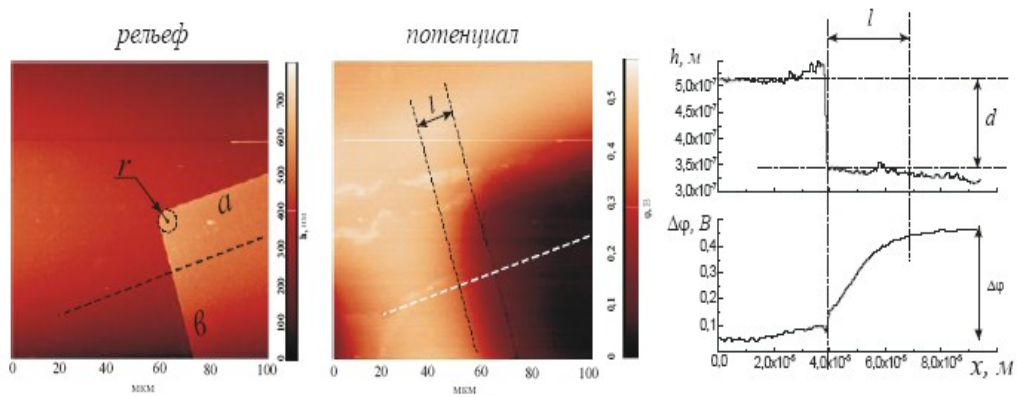 рельеф
r
a
в
700
600
500
400
300
200
100
0
h, нм
0 20 40 60 80 100
мкм
потенциал
l
0,5
0,4
0,3
0,2
0,1
0
φ, В
0 20 40 60 80 100
мкм
l
h, м
5,0x10⁻⁷
4,5x10⁻⁷
4,0x10⁻⁷
3,5x10⁻⁷
3,0x10⁻⁷
d
Δφ, В
0,4
0,3
0,2
0,1
Δφ
0,0 2,0x10⁻⁵ 4,0x10⁻⁵ 6,0x10⁻⁵ 8,0x10⁻⁵ x, м